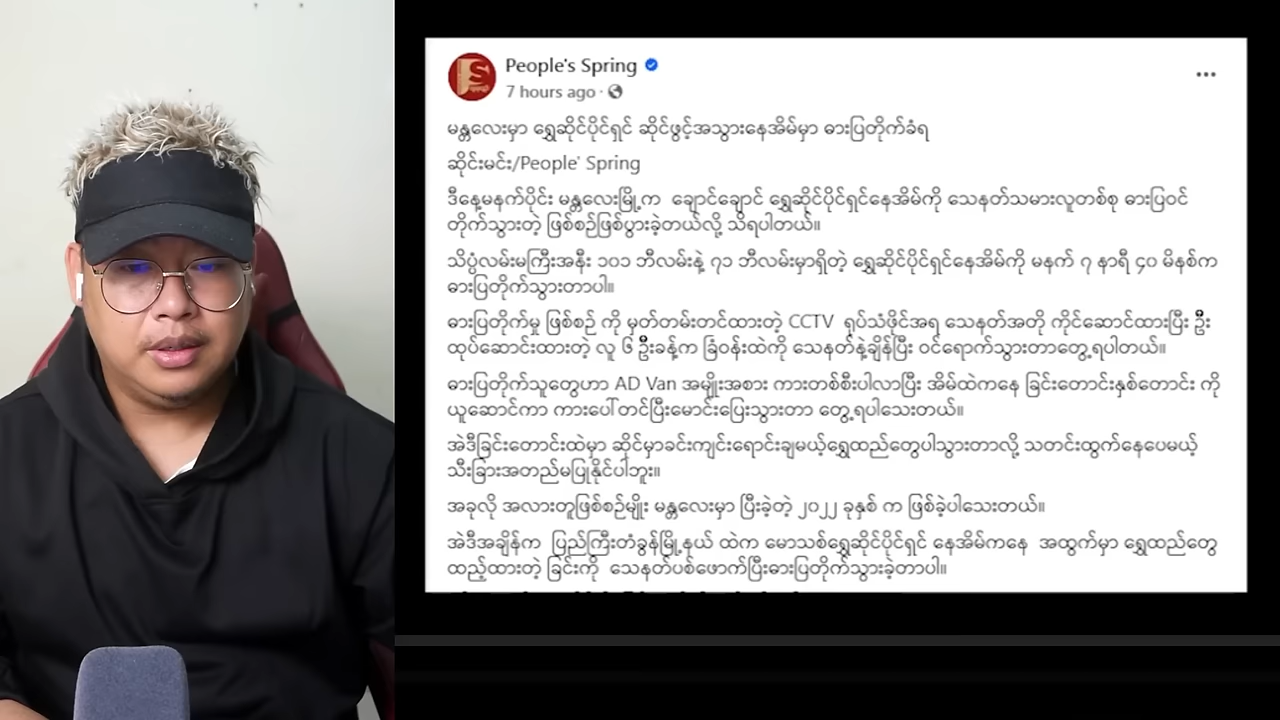 People's Spring
7 hours ago ·
မန္တလေးမှာ ရွှေဆိုင်ပိုင်ရှင် ဆိုင်ဖွင့်အသွားနေအိမ်မှာ ဓားပြတိုက်ခံရ
ဆိုင်းမင်း/People' Spring
ဒီနေ့မနက်ပိုင်း မန္တလေးမြို့က ချောင်ချောင် ရွှေဆိုင်ပိုင်ရှင်နေအိမ်ကို သေနတ်သမားလူတစ်စု ဓားပြဝင်
တိုက်သွားတဲ့ ဖြစ်စဉ်ဖြစ်ပွားခဲ့တယ်လို့ သိရပါတယ်။
သိပ္ပံလမ်းမကြီးအနီး ၁၀၁ ဘီလမ်းနဲ့ ၇၁ ဘီလမ်းမှာရှိတဲ့ ရွှေဆိုင်ပိုင်ရှင်နေအိမ်ကို မနက် ၇ နာရီ ၄၀ မိနစ်က
ဓားပြတိုက်သွားတာပါ။
ဓားပြတိုက်မှု ဖြစ်စဉ် ကို မှတ်တမ်းတင်ထားတဲ့ CCTV ရုပ်သံဖိုင်အရ သေနတ်အတို ကိုင်ဆောင်ထားပြီး ဦး
ထုပ်ဆောင်းထားတဲ့ လူ ၆ ဦးခန့်က ခြံဝန်းထဲကို သေနတ်နဲ့ချိန်ပြီး ဝင်ရောက်သွားတာတွေ့ရပါတယ်။
ဓားပြတိုက်သူတွေဟာ AD Van အမျိုးအစား ကားတစ်စီးပါလာပြီး အိမ်ထဲကနေ ခြင်းတောင်းနှစ်တောင်း ကို
ယူဆောင်ကာ ကားပေါ်တင်ပြီးမောင်းပြေးသွားတာ တွေ့ရပါသေးတယ်။
အဲဒီခြင်းတောင်းထဲမှာ ဆိုင်မှာခင်းကျင်းရောင်းချမယ့်ရွှေထည်တွေပါသွားတာလို့ သတင်းထွက်နေပေမယ့်
သီးခြားအတည်မပြုနိုင်ပါဘူး။
အခုလို အလားတူဖြစ်စဉ်မျိုး မန္တလေးမှာ ပြီးခဲ့တဲ့ ၂၀၂၂ ခုနှစ် က ဖြစ်ခဲ့ပါသေးတယ်။
အဲဒီအချိန်က ပြည်ကြီးတံခွန်မြို့နယ် ထဲက မောသစ်ရွှေဆိုင်ပိုင်ရှင် နေအိမ်ကနေ အထွက်မှာ ရွှေထည်တွေ
ထည့်ထားတဲ့ ခြင်းကို သေနတ်ပစ်ဖောက်ပြီးဓားပြတိုက်သွားခဲ့တာပါ။